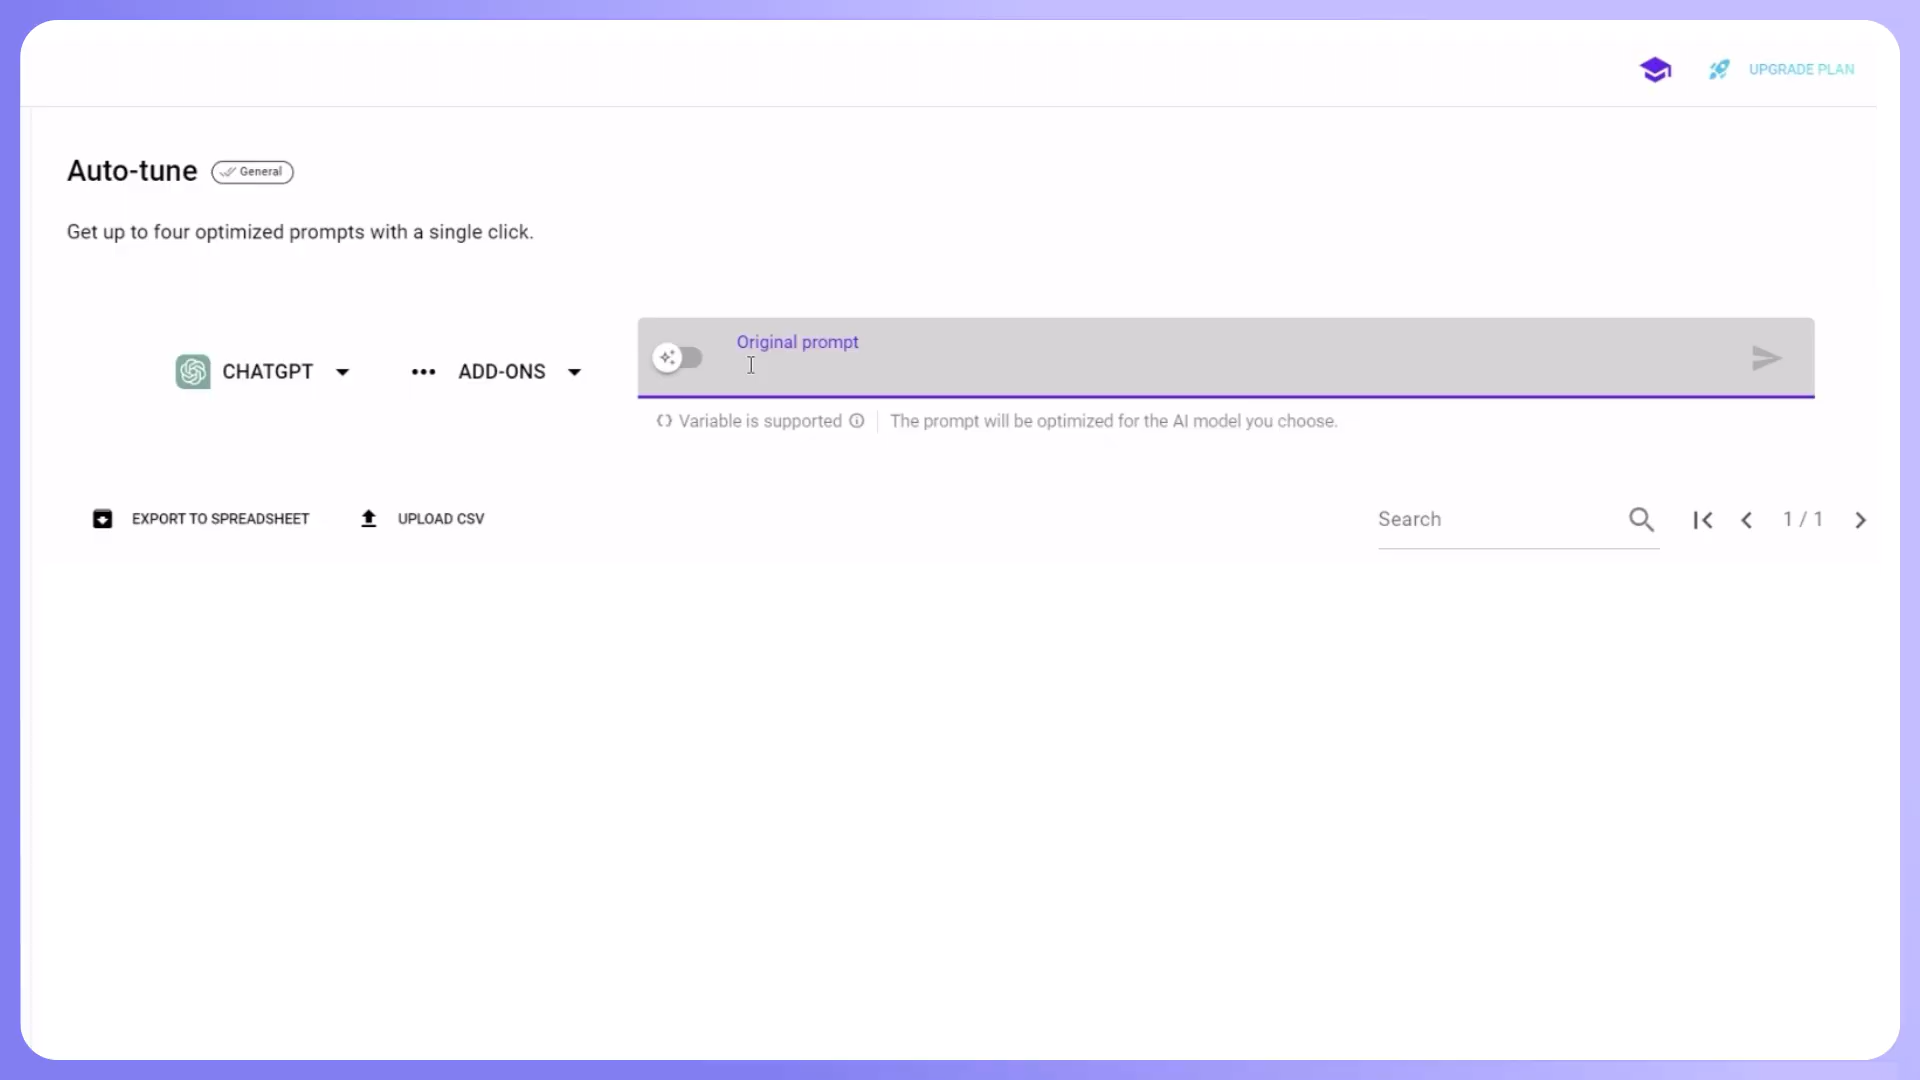 UPGRADE PLAN
Auto-tune General
Get up to four optimized prompts with a single click.
Original prompt
CHATGPT ADD-ONS
Variable is supported The prompt will be optimized for the AI model you choose.
EXPORT TO SPREADSHEET UPLOAD CSV Search 1 / 1